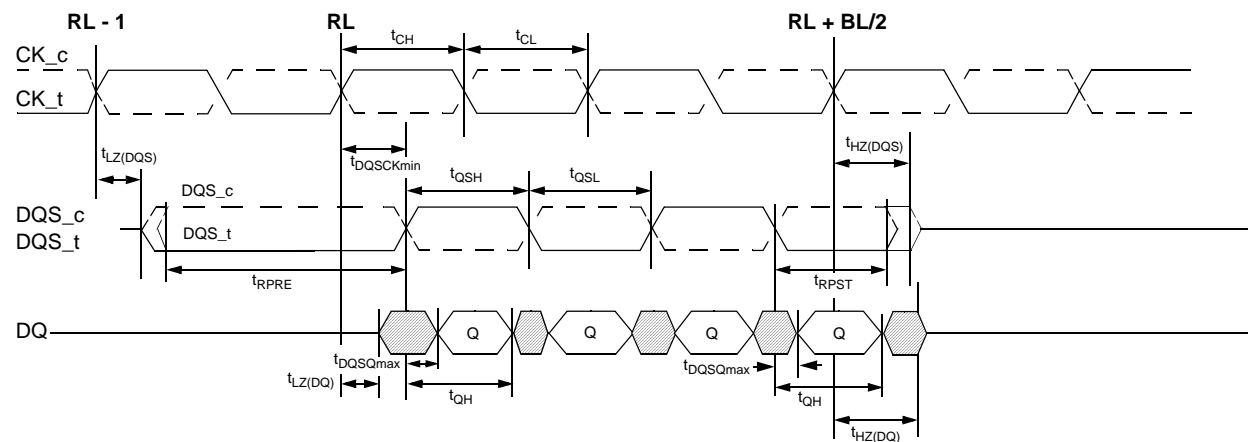 RL - 1 RL RL + BL/2
tCH tCL
CK_c
CK_t
tLZ(DQS) tDQSCKmin tHZ(DQS)
tQSH tQSL
DQS_c
DQS_c
DQS_t
DQS_t
tRPRE tRPST
DQ Q Q Q Q
tDQSQmax tDQSQmax
tLZ(DQ) tQH tQH
tHZ(DQ)